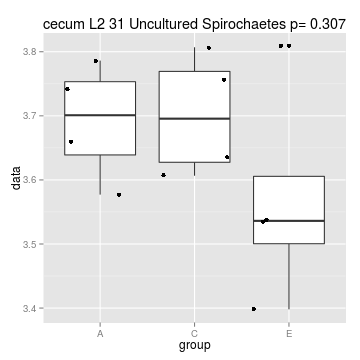 cecum L2 31 Uncultured Spirochaetes p= 0.307
3.8
3.7
3.6
3.5
3.4
data
A C E
group